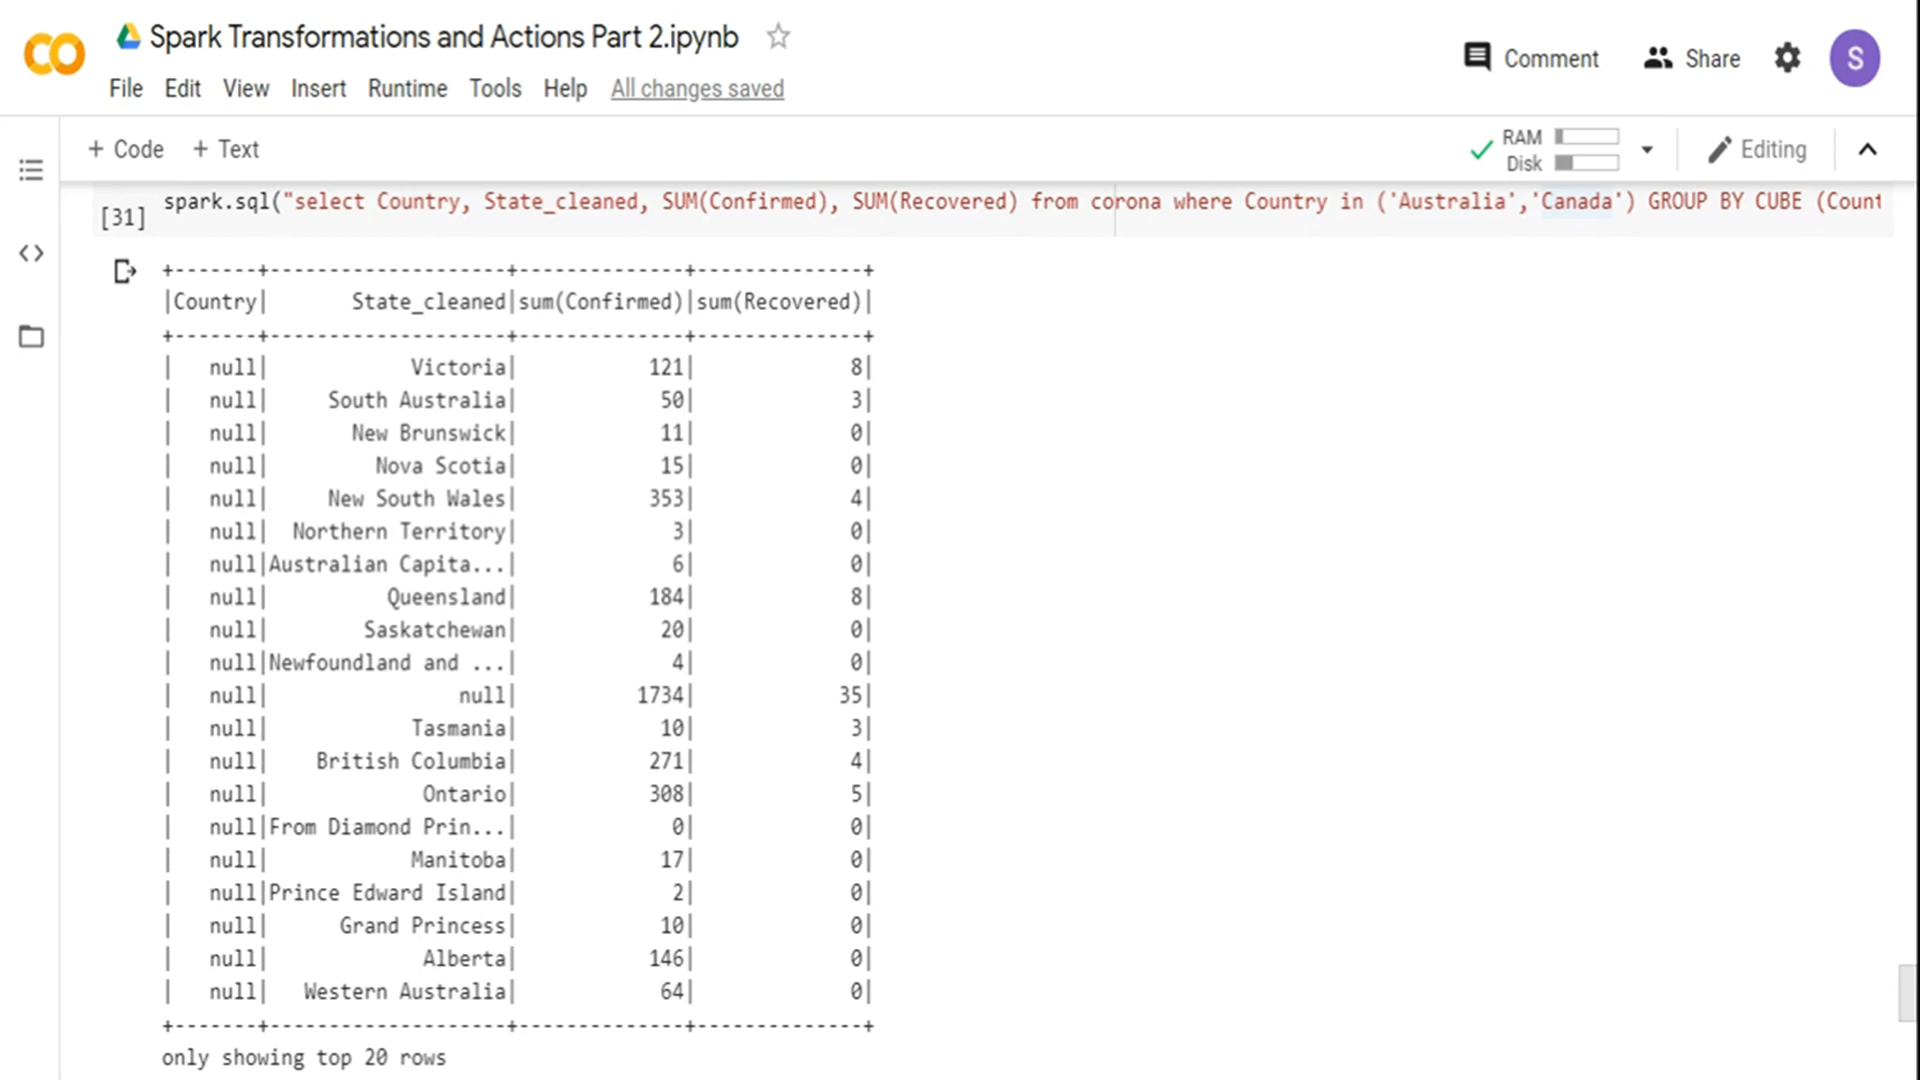 Spark Transformations and Actions Part 2.ipynb
Comment Share S
File Edit View Insert Runtime Tools Help All changes saved
+ Code + Text RAM Disk Editing
[31] spark.sql("select Country, State_cleaned, SUM(Confirmed), SUM(Recovered) from corona where Country in ('Australia','Canada') GROUP BY CUBE (Count
+-------+--------------------+--------------+--------------+
|Country|       State_cleaned|sum(Confirmed)|sum(Recovered)|
+-------+--------------------+--------------+--------------+
|   null|            Victoria|           121|             8|
|   null|     South Australia|            50|             3|
|   null|       New Brunswick|            11|             0|
|   null|         Nova Scotia|            15|             0|
|   null|     New South Wales|           353|             4|
|   null|  Northern Territory|             3|             0|
|   null|Australian Capita...|             6|             0|
|   null|          Queensland|           184|             8|
|   null|        Saskatchewan|            20|             0|
|   null|Newfoundland and ...|             4|             0|
|   null|                null|          1734|            35|
|   null|            Tasmania|            10|             3|
|   null|    British Columbia|           271|             4|
|   null|             Ontario|           308|             5|
|   null|From Diamond Prin...|             0|             0|
|   null|            Manitoba|            17|             0|
|   null|Prince Edward Island|             2|             0|
|   null|      Grand Princess|            10|             0|
|   null|             Alberta|           146|             0|
|   null|   Western Australia|            64|             0|
+-------+--------------------+--------------+--------------+
only showing top 20 rows